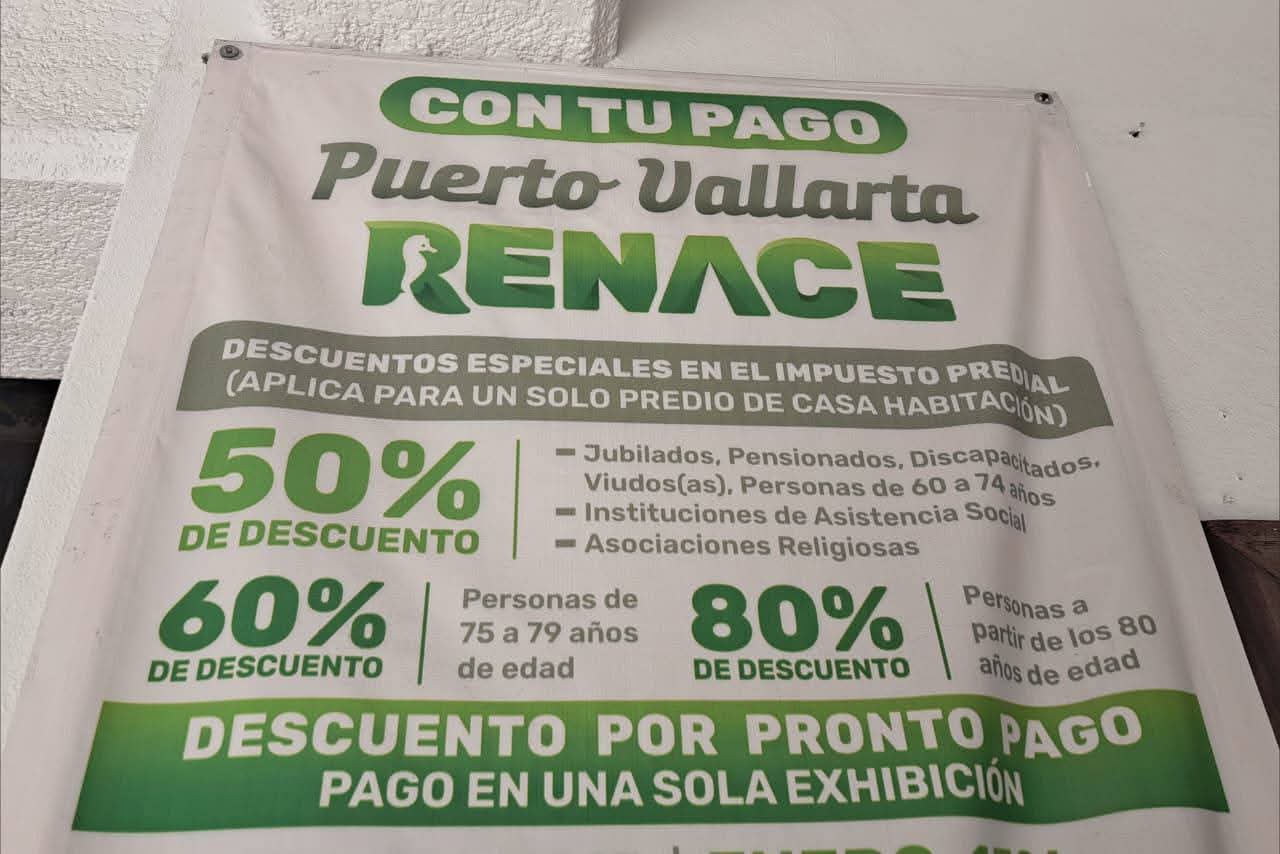 CON TU PAGO
Puerto Vallarta
RENACE
DESCUENTOS ESPECIALES EN EL IMPUESTO PREDIAL
(APLICA PARA UN SOLO PREDIO DE CASA HABITACIÓN)
50%
DE DESCUENTO
- Jubilados, Pensionados, Discapacitados,
Viudos(as), Personas de 60 a 74 años
- Instituciones de Asistencia Social
- Asociaciones Religiosas
60%
DE DESCUENTO
Personas de
75 a 79 años
de edad
80%
DE DESCUENTO
Personas a
partir de los 80
años de edad
DESCUENTO POR PRONTO PAGO
PAGO EN UNA SOLA EXHIBICIÓN